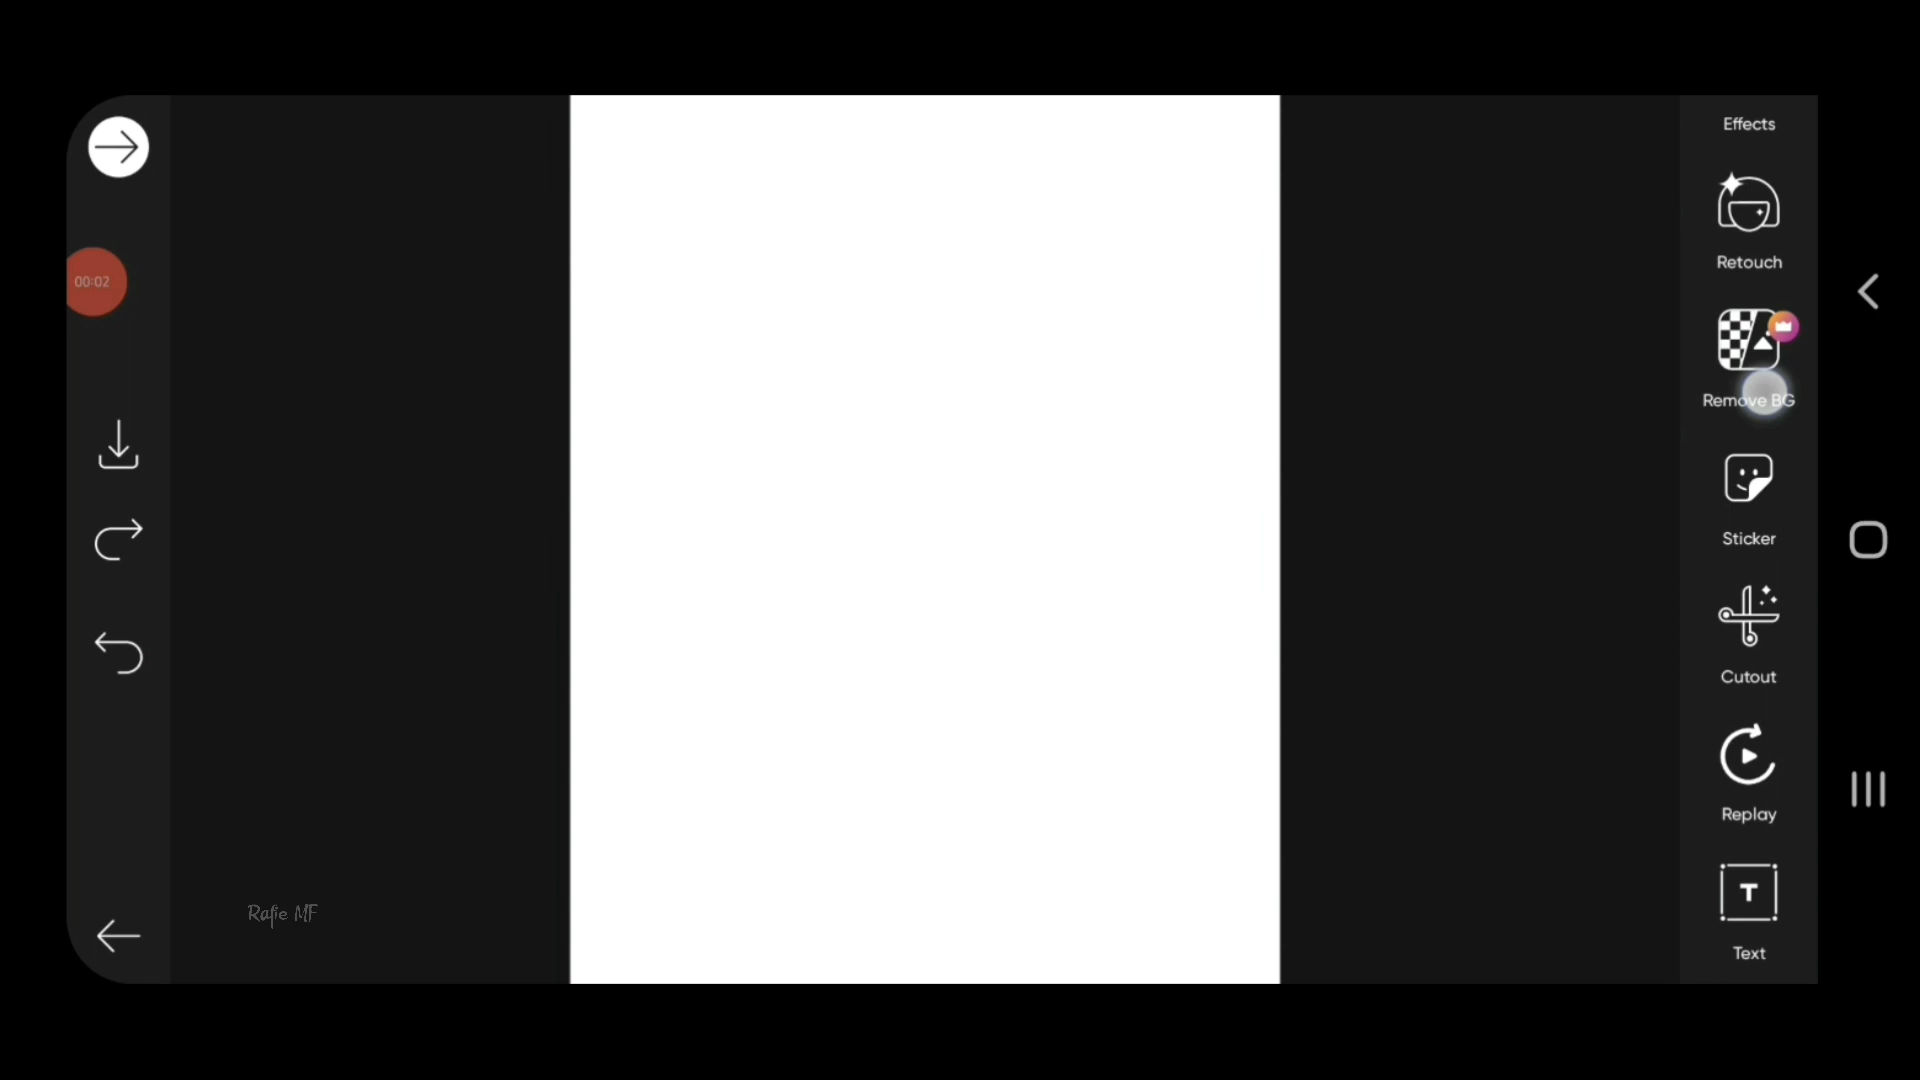 Effects
Retouch
00:02
Remove BG
Sticker
Cutout
Replay
T
Text
Rafie MF